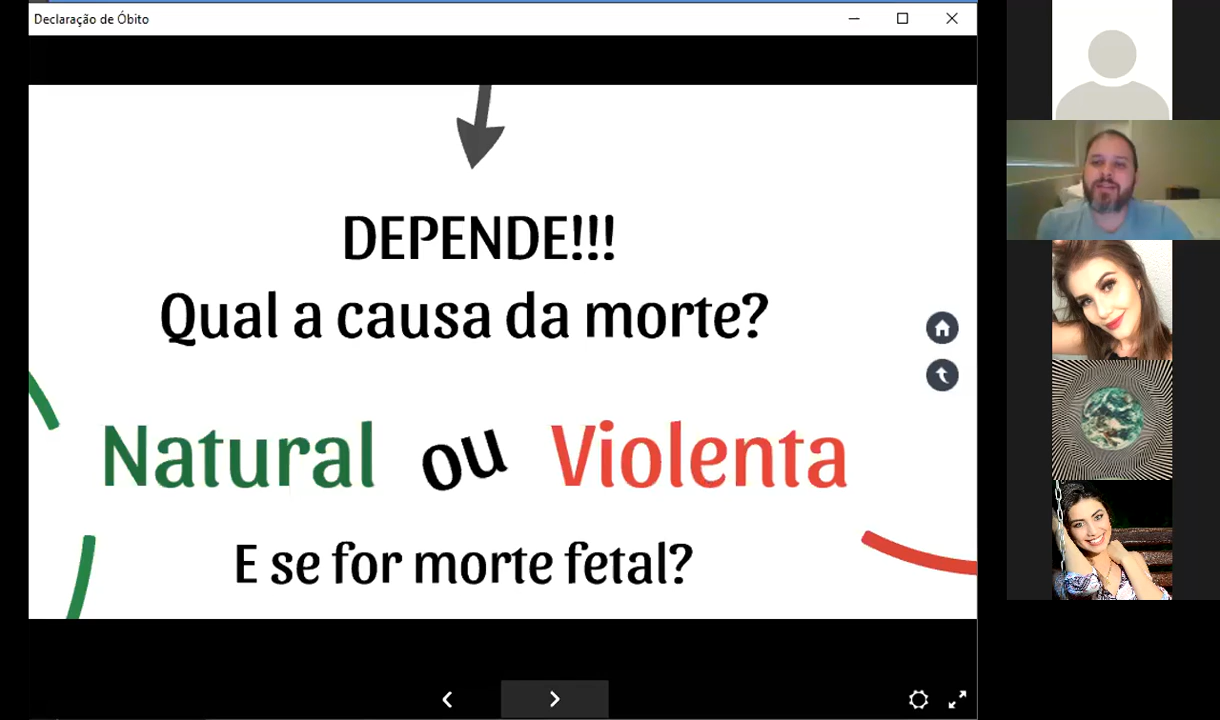 Declaração de Óbito
DEPENDE!!!
Qual a causa da morte?
Natural ou Violenta
E se for morte fetal?